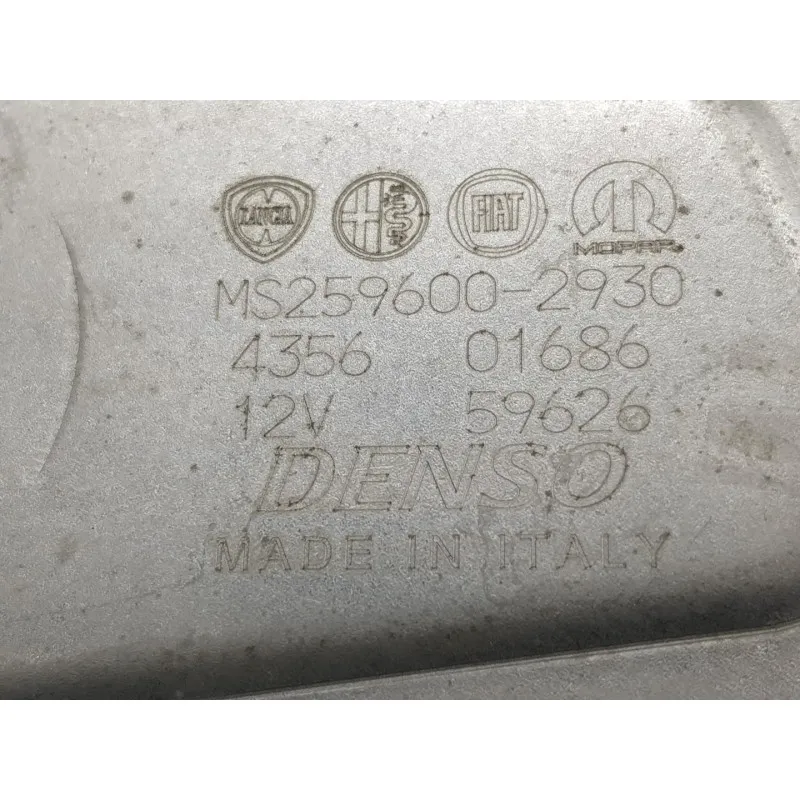 LANCIA FIAT MOPAR
MS259600-2930
4356 01686
12V 59626
DENSO
MADE IN ITALY